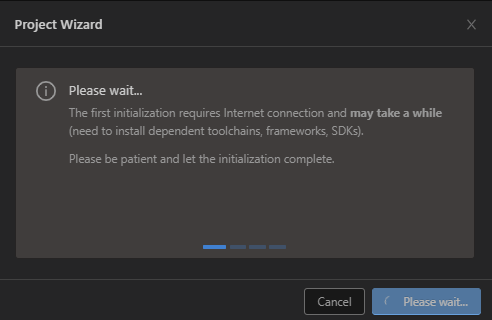 Project Wizard
Please wait...
The first initialization requires Internet connection and may take a while
(need to install dependent toolchains, frameworks, SDKs).
Please be patient and let the initialization complete.
Cancel
Please wait...